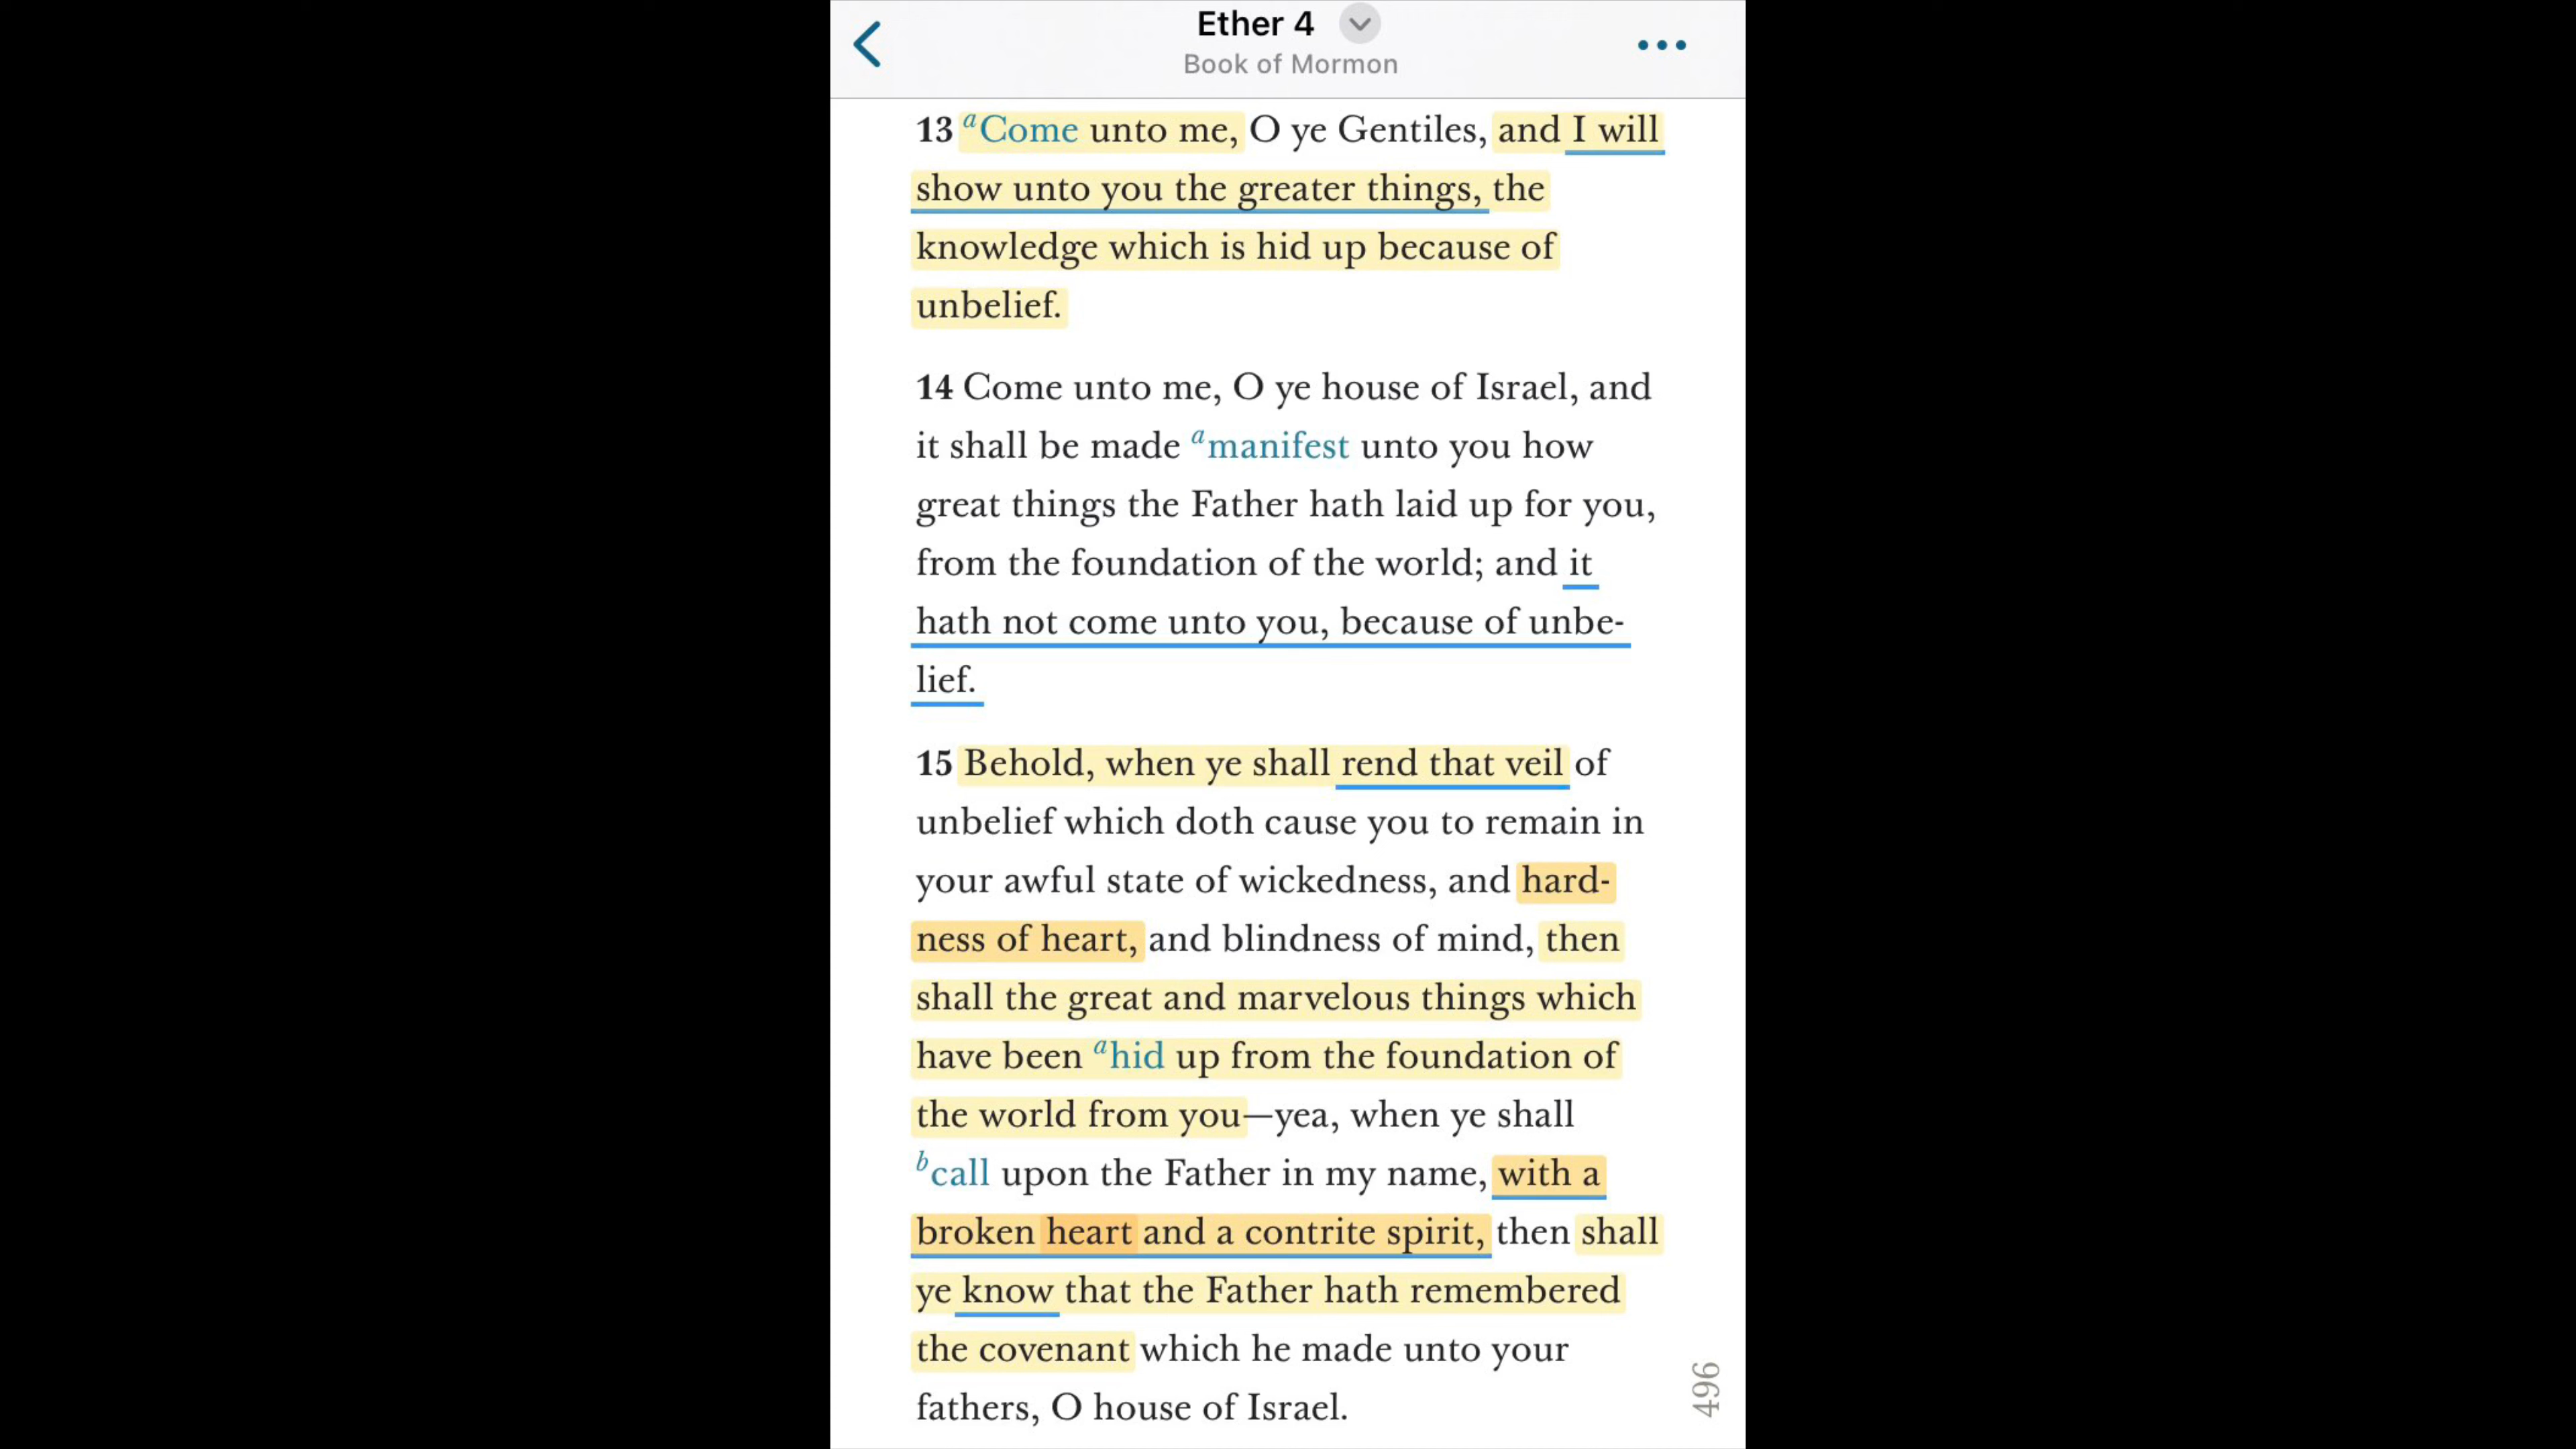 Ether 4
Book of Mormon
13 aCome unto me, O ye Gentiles, and I will
show unto you the greater things, the
knowledge which is hid up because of
unbelief.
14 Come unto me, O ye house of Israel, and
it shall be made amanifest unto you how
great things the Father hath laid up for you,
from the foundation of the world; and it
hath not come unto you, because of unbe-
lief.
15 Behold, when ye shall rend that veil of
unbelief which doth cause you to remain in
your awful state of wickedness, and hard-
ness of heart, and blindness of mind, then
shall the great and marvelous things which
have been ahid up from the foundation of
the world from you—yea, when ye shall
bcall upon the Father in my name, with a
broken heart and a contrite spirit, then shall
ye know that the Father hath remembered
the covenant which he made unto your
fathers, O house of Israel.
496